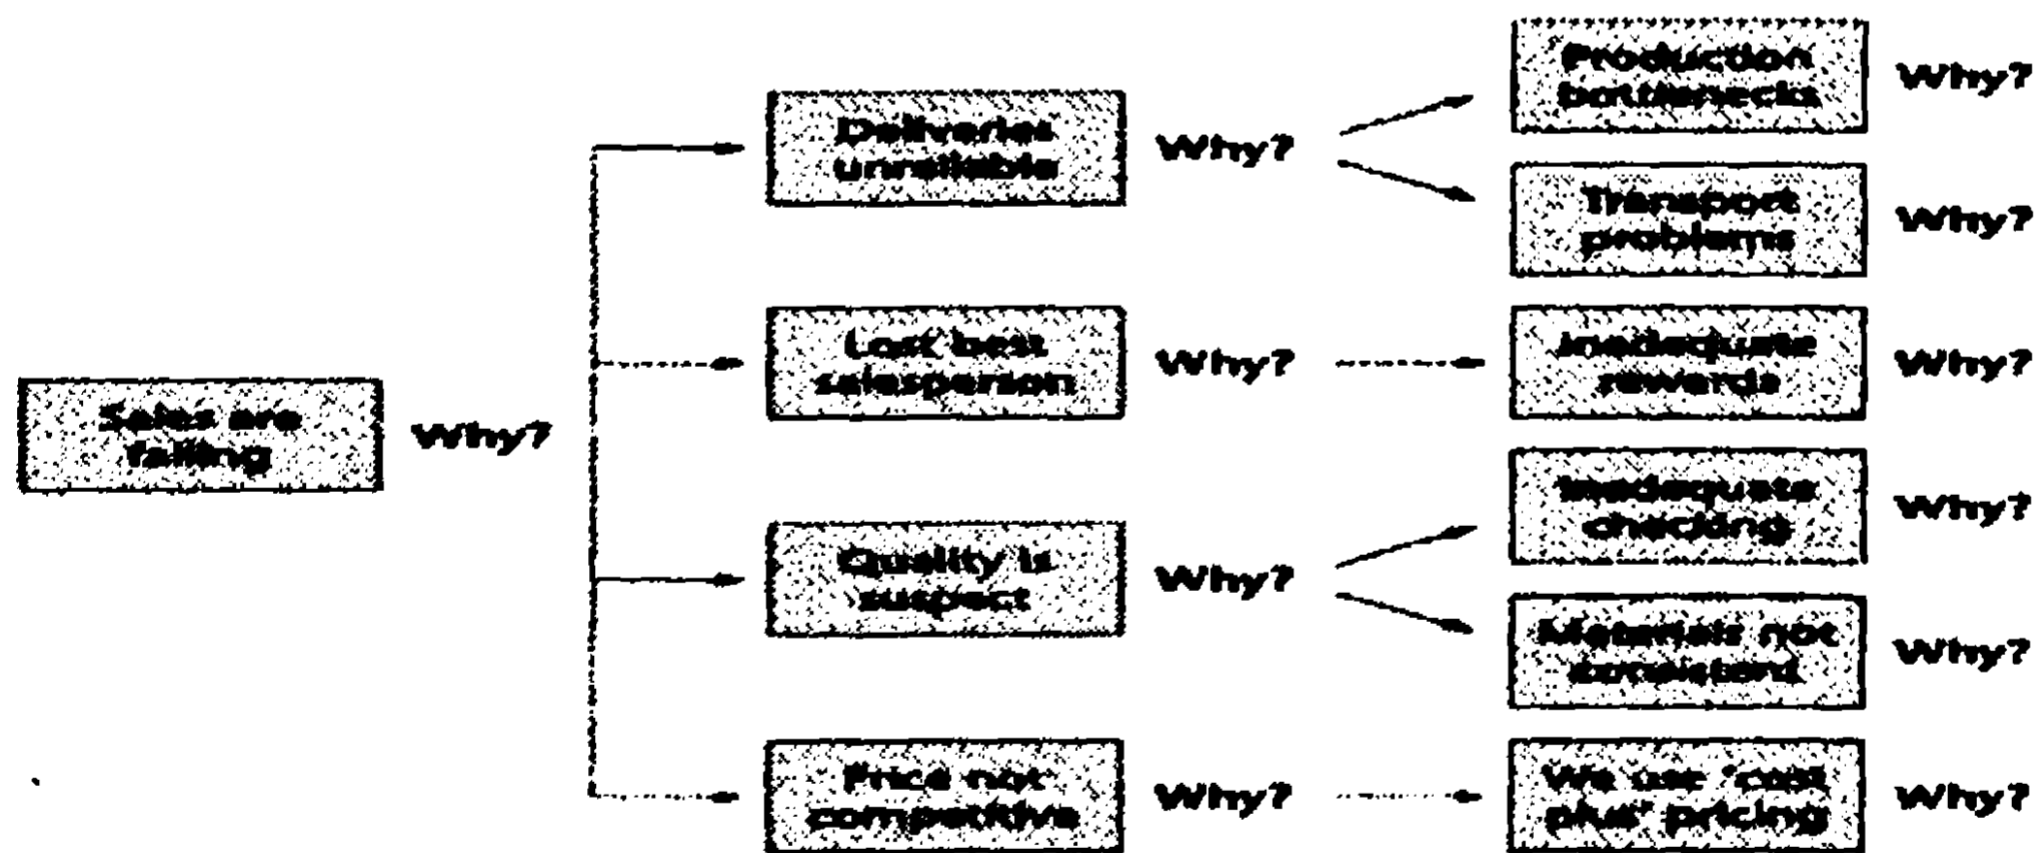 Sales are
falling
Why?
Deliveries
unreliable
Why?
Lost best
salesperson
Why?
Quality is
suspect
Why?
Price not
competitive
Why?
Production
bottlenecks
Why?
Transport
problems
Why?
Inadequate
rewards
Why?
Inadequate
checking
Why?
Materials not
consistent
Why?
We use 'cost
plus' pricing
Why?